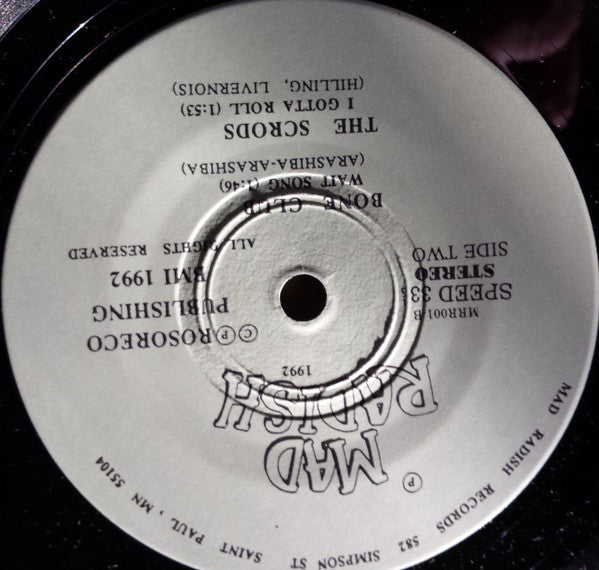 MAD RADISH RECORDS 582 SIMPSON ST SAINT PAUL, MN 55104
℗
MAD
RADISH
1992
MRR001-B
SPEED 33⅓
STEREO
SIDE TWO
©℗ROSORECO
PUBLISHING
BMI 1992
ALL RIGHTS RESERVED
BONE CLUB
WAIT SONG (1:46)
(ARASHIBA-ARASHIBA)
THE SCRODS
I GOTTA ROLL (1:53)
(HILLING, LIVERNOIS)